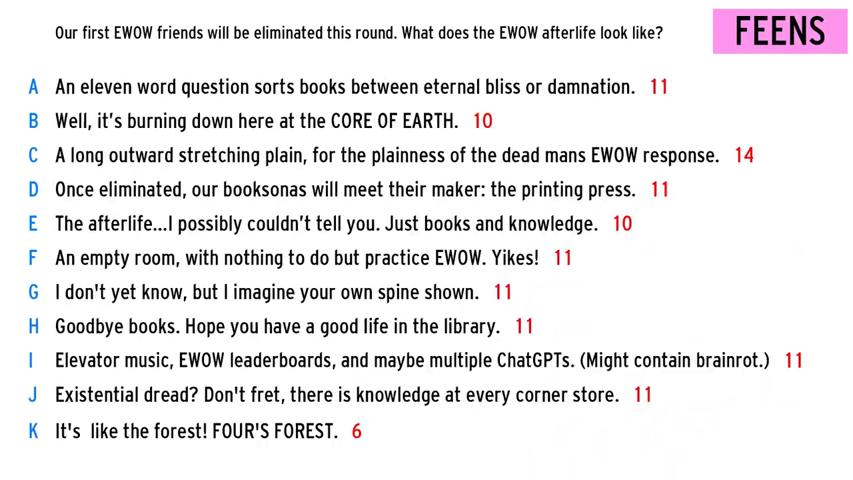 Our first EWOW friends will be eliminated this round. What does the EWOW afterlife look like?
FEENS
A An eleven word question sorts books between eternal bliss or damnation. 11
B Well, it's burning down here at the CORE OF EARTH. 10
C A long outward stretching plain, for the plainness of the dead mans EWOW response. 14
D Once eliminated, our booksonas will meet their maker: the printing press. 11
E The afterlife...I possibly couldn't tell you. Just books and knowledge. 10
F An empty room, with nothing to do but practice EWOW. Yikes! 11
G I don't yet know, but I imagine your own spine shown. 11
H Goodbye books. Hope you have a good life in the library. 11
I Elevator music, EWOW leaderboards, and maybe multiple ChatGPTs. (Might contain brainrot.) 11
J Existential dread? Don't fret, there is knowledge at every corner store. 11
K It's  like the forest! FOUR'S FOREST. 6